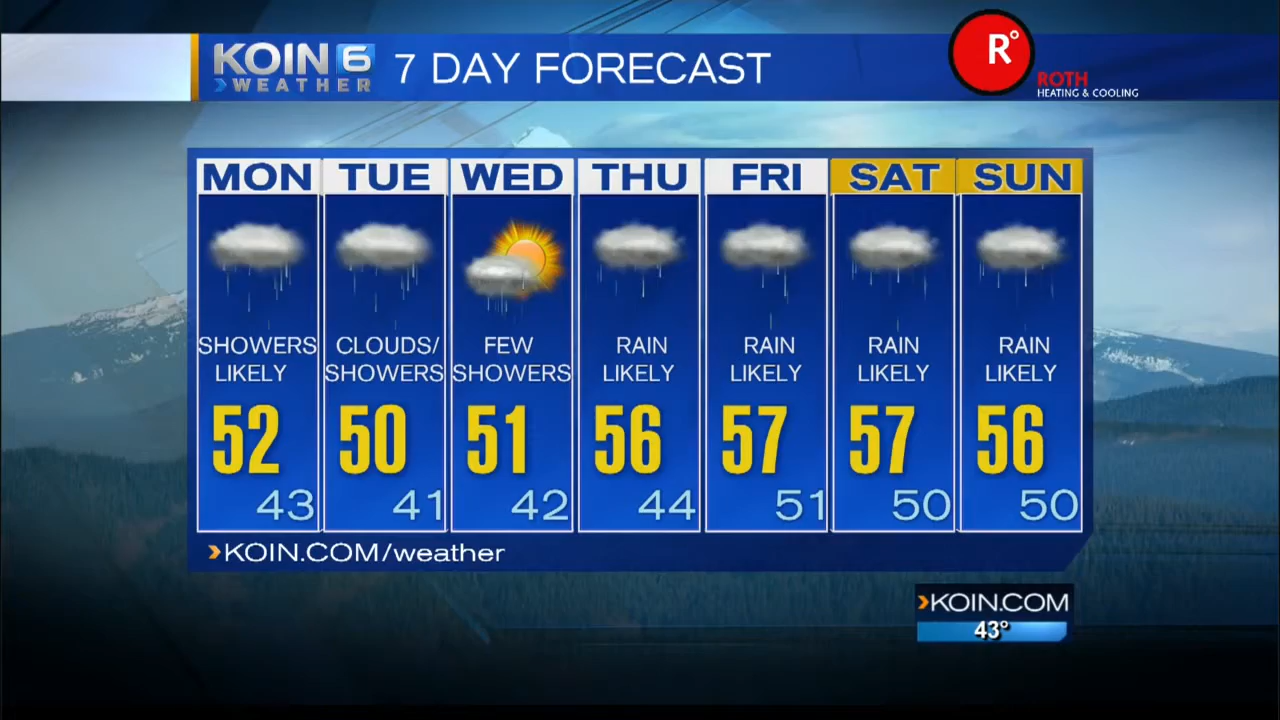 KOIN 6
WEATHER
7 DAY FORECAST
R°
ROTH
HEATING & COOLING
MON TUE WED THU FRI SAT SUN
SHOWERS LIKELY
CLOUDS/ SHOWERS
FEW SHOWERS
RAIN LIKELY
RAIN LIKELY
RAIN LIKELY
RAIN LIKELY
52 50 51 56 57 57 56
43 41 42 44 51 50 50
KOIN.COM/weather
KOIN.COM
43°